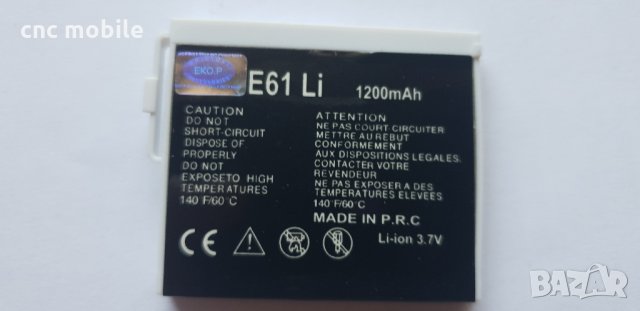 cnc mobile
EKO.P
E61 Li
1200mAh
CAUTION
DO NOT
SHORT-CIRCUIT
DISPOSE OF
PROPERLY
DO NOT
EXPOSETO HIGH
TEMPERATURES
140 F/60°C
ATTENTION
NE PAS COURT CIRCUITER
METTRE AU REBUT
CONFORMEMENT
A.VUX DISPOSITIONS LEGALES.
CONTACTER VOTRE
REVENDEUR
NE PAS EXPOSER A DES
TEMPERATURES ELEVEES
140°F/60°C
MADE IN P.R.C
CE
Li-ion 3.7V
BAZAR